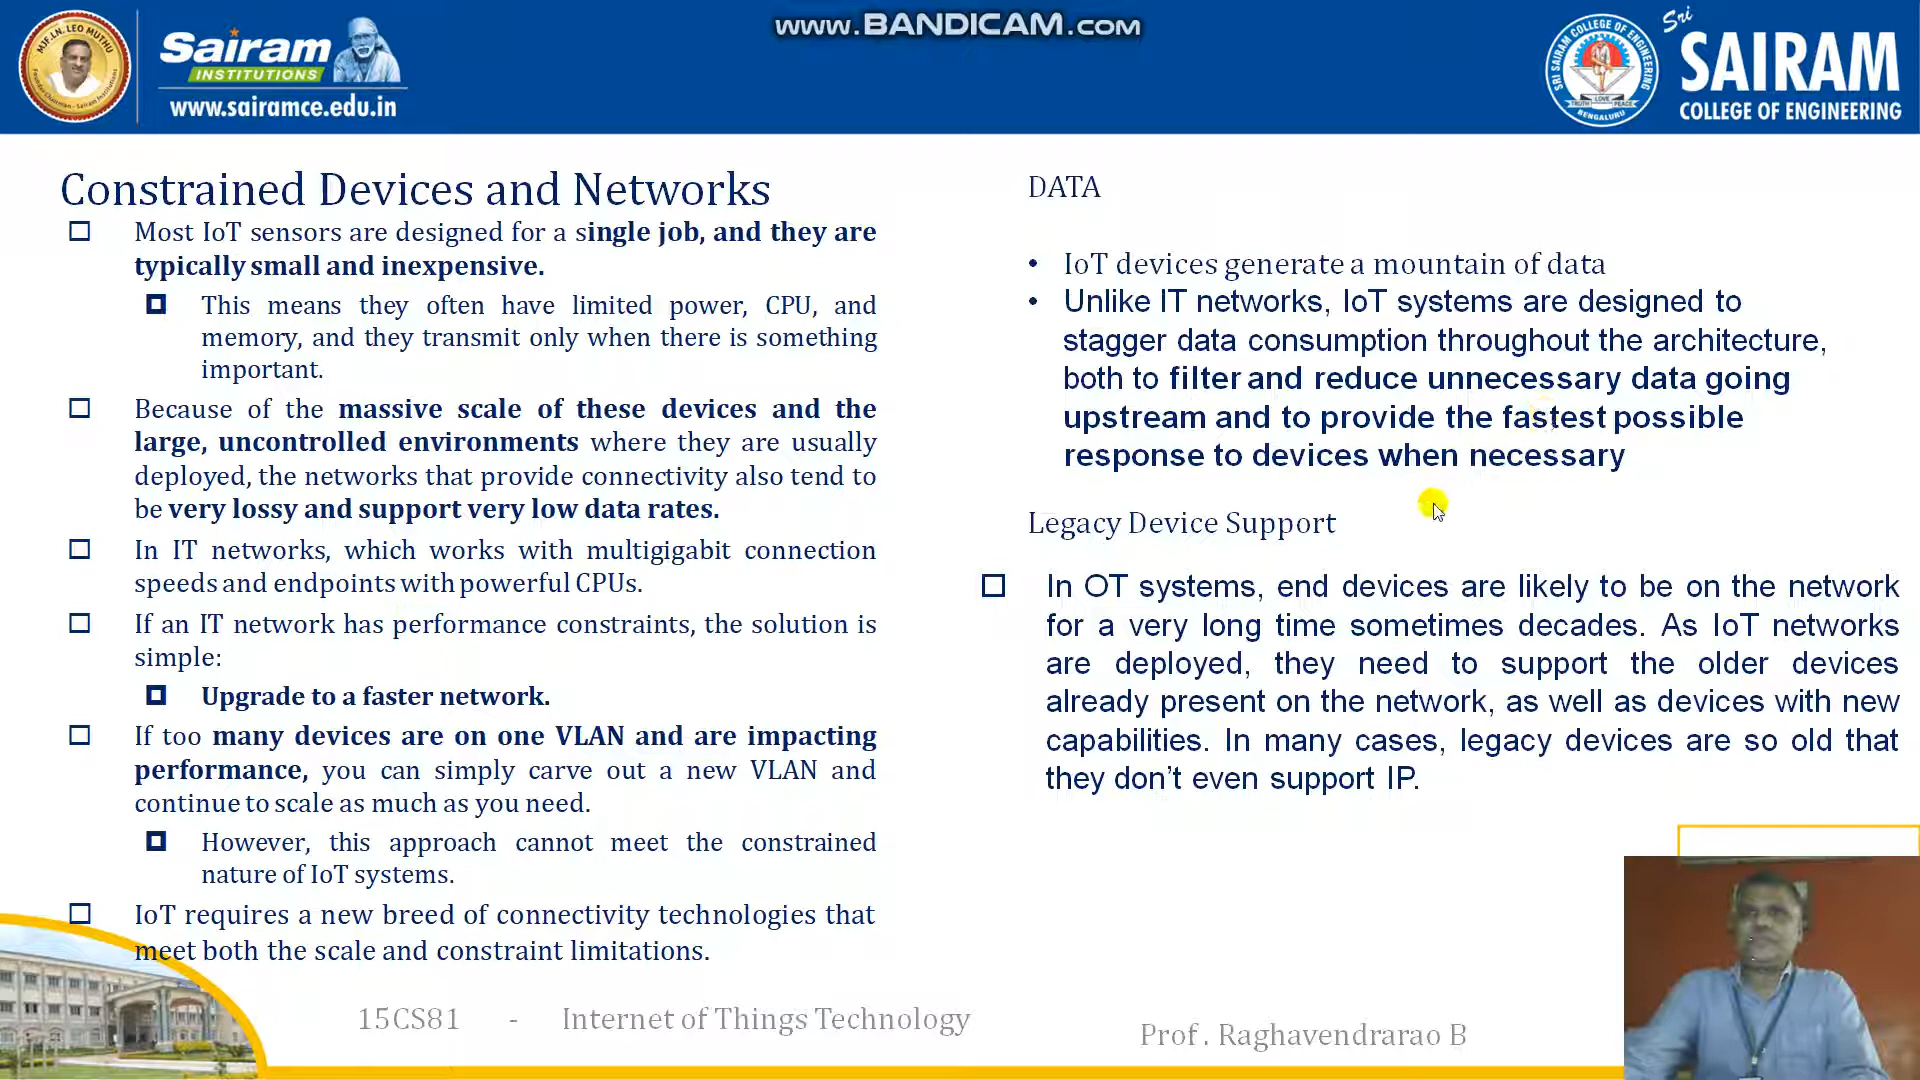 www.BANDICAM.com
MJF.LN. LEO MUTHU
Sairam
INSTITUTIONS
www.sairamce.edu.in
SRI SAIRAM COLLEGE OF ENGINEERING
TRUTH LOVE PEACE
BENGALURU
Sri
SAIRAM
COLLEGE OF ENGINEERING
Constrained Devices and Networks
Most IoT sensors are designed for a single job, and they are
typically small and inexpensive.
This means they often have limited power, CPU, and
memory, and they transmit only when there is something
important.
Because of the massive scale of these devices and the
large, uncontrolled environments where they are usually
deployed, the networks that provide connectivity also tend to
be very lossy and support very low data rates.
In IT networks, which works with multigigabit connection
speeds and endpoints with powerful CPUs.
If an IT network has performance constraints, the solution is
simple:
Upgrade to a faster network.
If too many devices are on one VLAN and are impacting
performance, you can simply carve out a new VLAN and
continue to scale as much as you need.
However, this approach cannot meet the constrained
nature of IoT systems.
IoT requires a new breed of connectivity technologies that
meet both the scale and constraint limitations.
DATA
• IoT devices generate a mountain of data
• Unlike IT networks, IoT systems are designed to
stagger data consumption throughout the architecture,
both to filter and reduce unnecessary data going
upstream and to provide the fastest possible
response to devices when necessary
Legacy Device Support
In OT systems, end devices are likely to be on the network
for a very long time sometimes decades. As IoT networks
are deployed, they need to support the older devices
already present on the network, as well as devices with new
capabilities. In many cases, legacy devices are so old that
they don't even support IP.
15CS81 - Internet of Things Technology
Prof. Raghavendrarao B